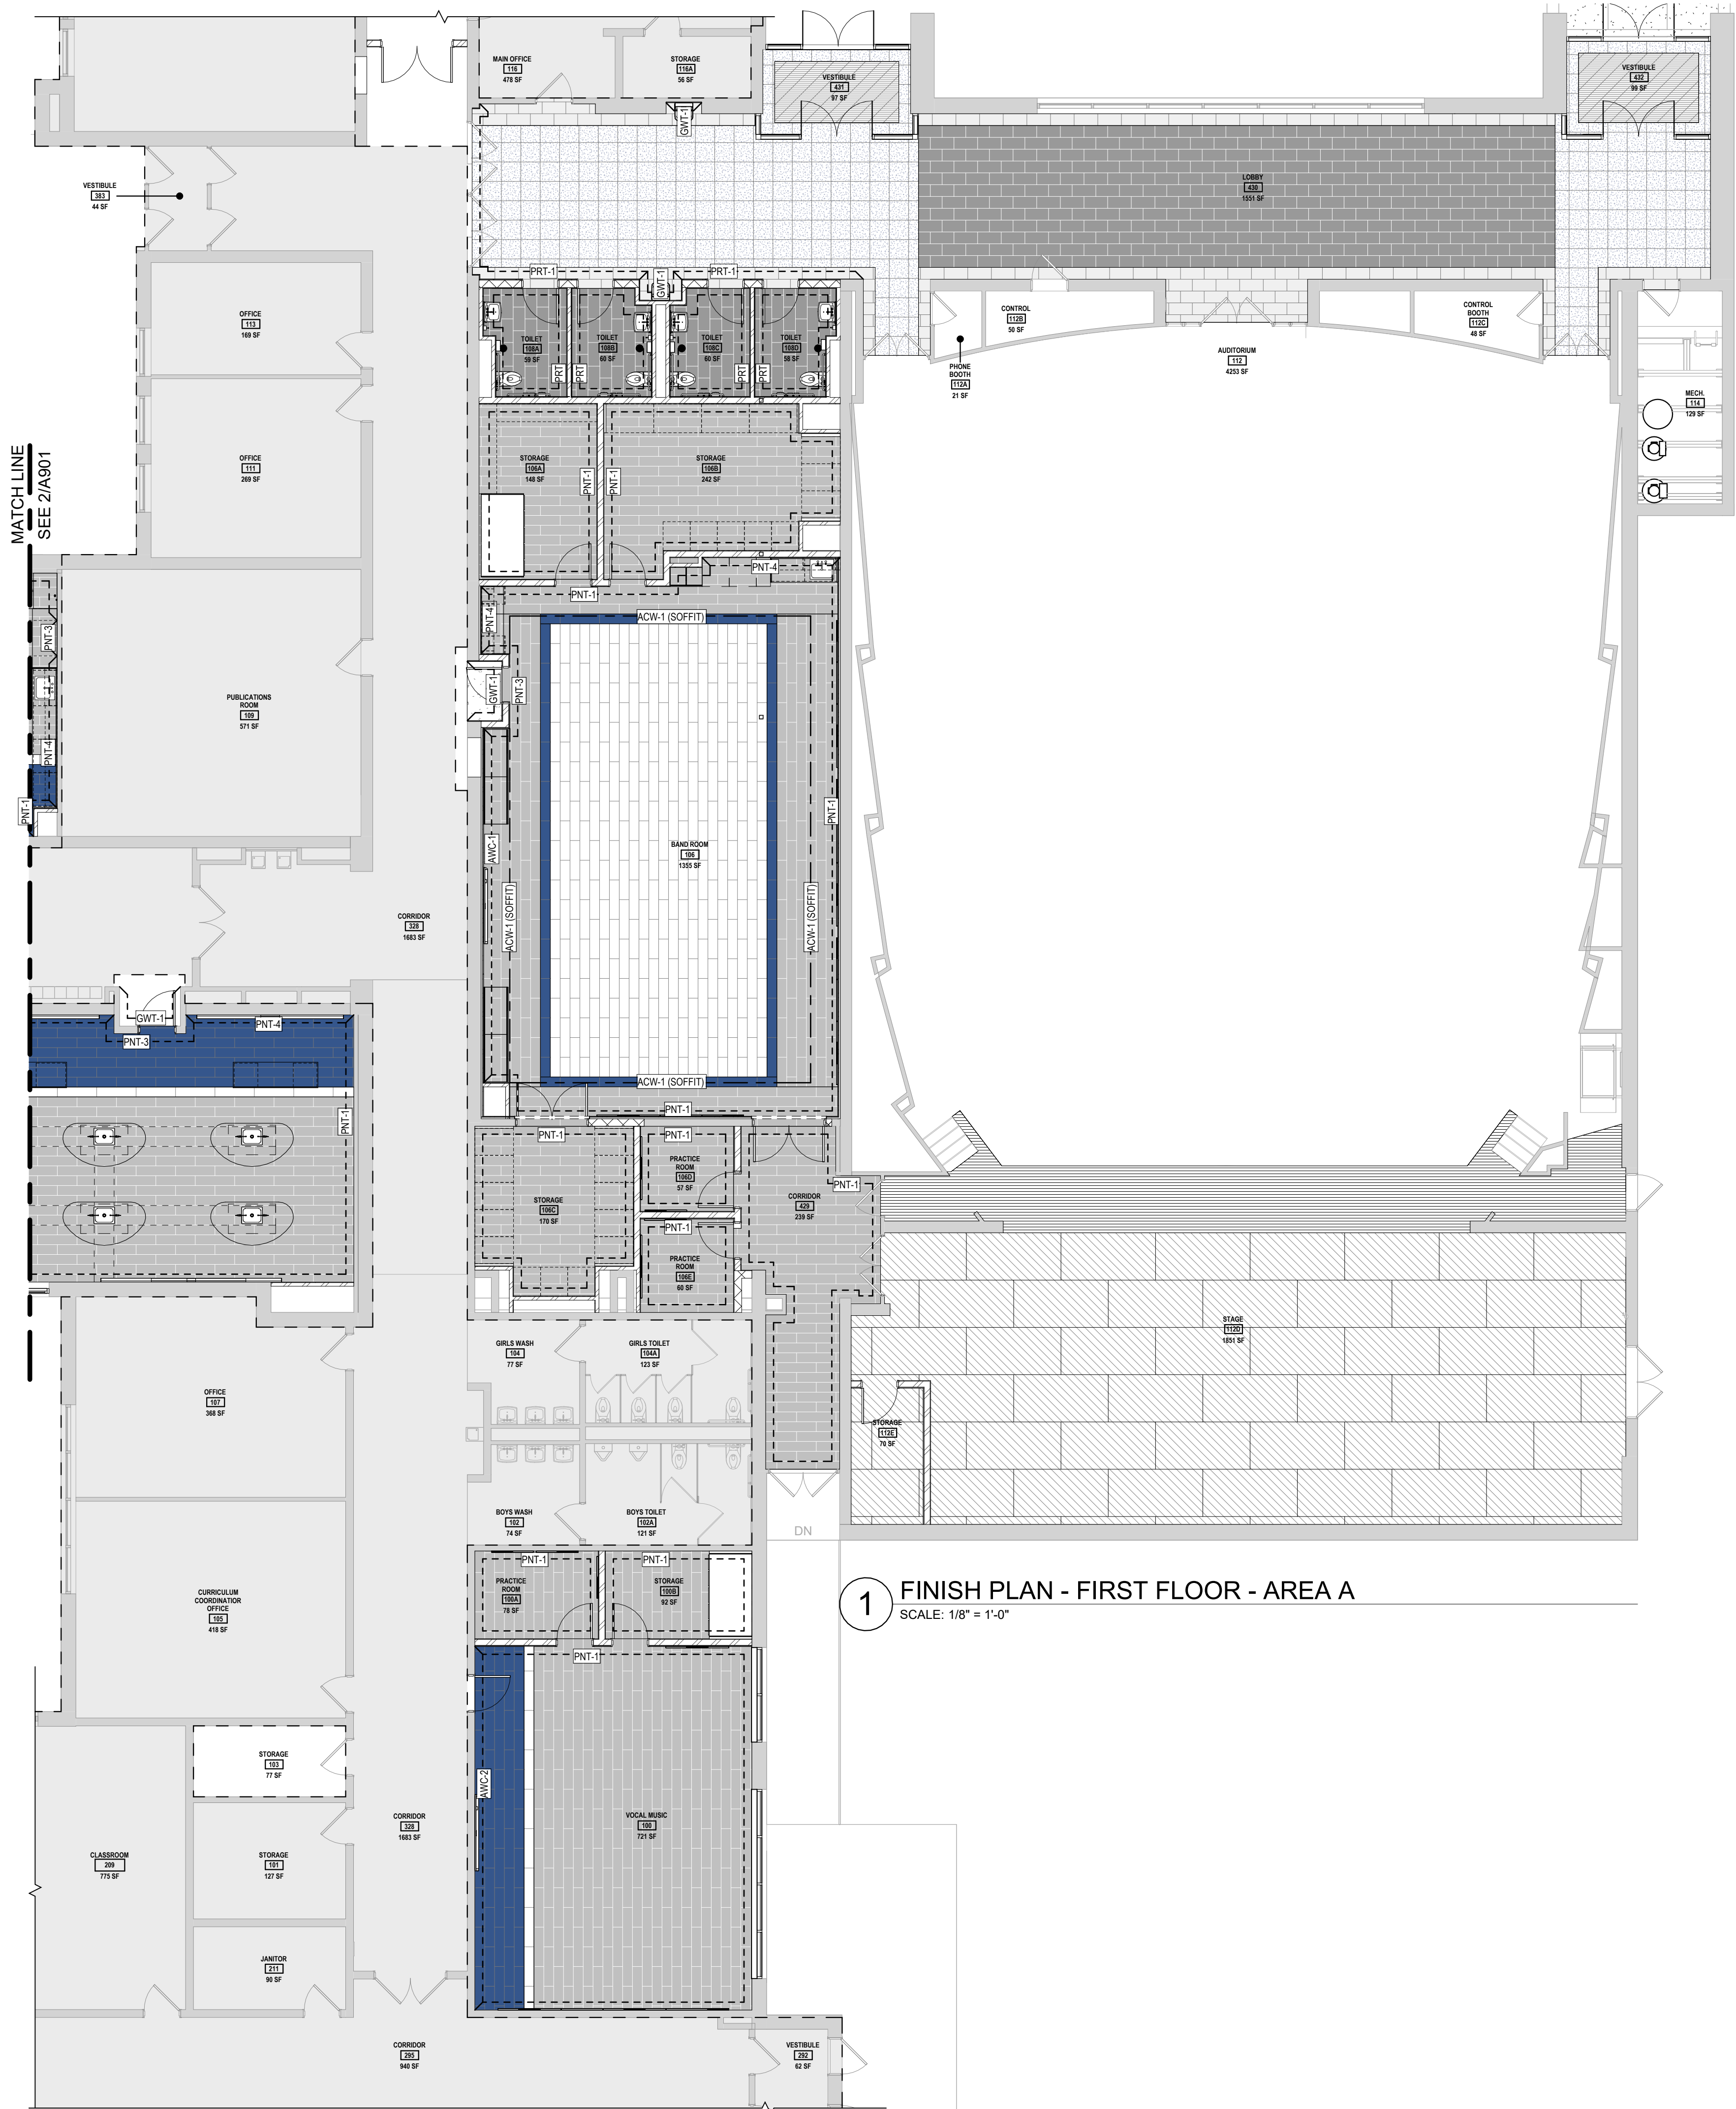 MAIN OFFICE
116
478 SF
STORAGE
116A
56 SF
VESTIBULE
431
97 SF
VESTIBULE
432
99 SF
GWT-1
VESTIBULE
383
44 SF
LOBBY
430
1551 SF
PRT-1
GWT-1
PRT-1
OFFICE
113
169 SF
TOILET
108A
59 SF
PRT
TOILET
108B
60 SF
PRT
TOILET
108C
60 SF
PRT
TOILET
108D
58 SF
PRT
CONTROL
112B
50 SF
CONTROL
BOOTH
112C
48 SF
PHONE
BOOTH
112A
21 SF
AUDITORIUM
112
4253 SF
MECH.
114
129 SF
MATCH LINE
SEE 2/A901
OFFICE
111
269 SF
STORAGE
106A
148 SF
PNT-1
PNT-1
STORAGE
106B
242 SF
PNT-4
PNT-1
PNT-4
ACW-1 (SOFFIT)
PNT-3
GWT-1
PNT-3
PUBLICATIONS
ROOM
109
571 SF
PNT-4
PNT-1
AWC-1
BAND ROOM
106
1355 SF
PNT-1
ACW-1 (SOFFIT)
ACW-1 (SOFFIT)
CORRIDOR
328
1683 SF
GWT-1
PNT-4
PNT-3
PNT-1
ACW-1 (SOFFIT)
PNT-1
PNT-1
PNT-1
PRACTICE
ROOM
106D
57 SF
STORAGE
106C
170 SF
CORRIDOR
429
239 SF
PNT-1
PNT-1
PRACTICE
ROOM
106E
60 SF
STAGE
112D
1851 SF
GIRLS WASH
104
77 SF
GIRLS TOILET
104A
123 SF
OFFICE
107
368 SF
STORAGE
112E
70 SF
BOYS WASH
102
74 SF
BOYS TOILET
102A
121 SF
DN
PNT-1
PNT-1
PRACTICE
ROOM
100A
78 SF
STORAGE
100B
92 SF
CURRICULUM
COORDINATIOR
OFFICE
105
418 SF
1
FINISH PLAN - FIRST FLOOR - AREA A
SCALE: 1/8" = 1'-0"
PNT-1
STORAGE
103
77 SF
AWC-2
CORRIDOR
328
1683 SF
VOCAL MUSIC
100
721 SF
CLASSROOM
209
775 SF
STORAGE
101
127 SF
JANITOR
211
90 SF
CORRIDOR
295
940 SF
VESTIBULE
292
62 SF